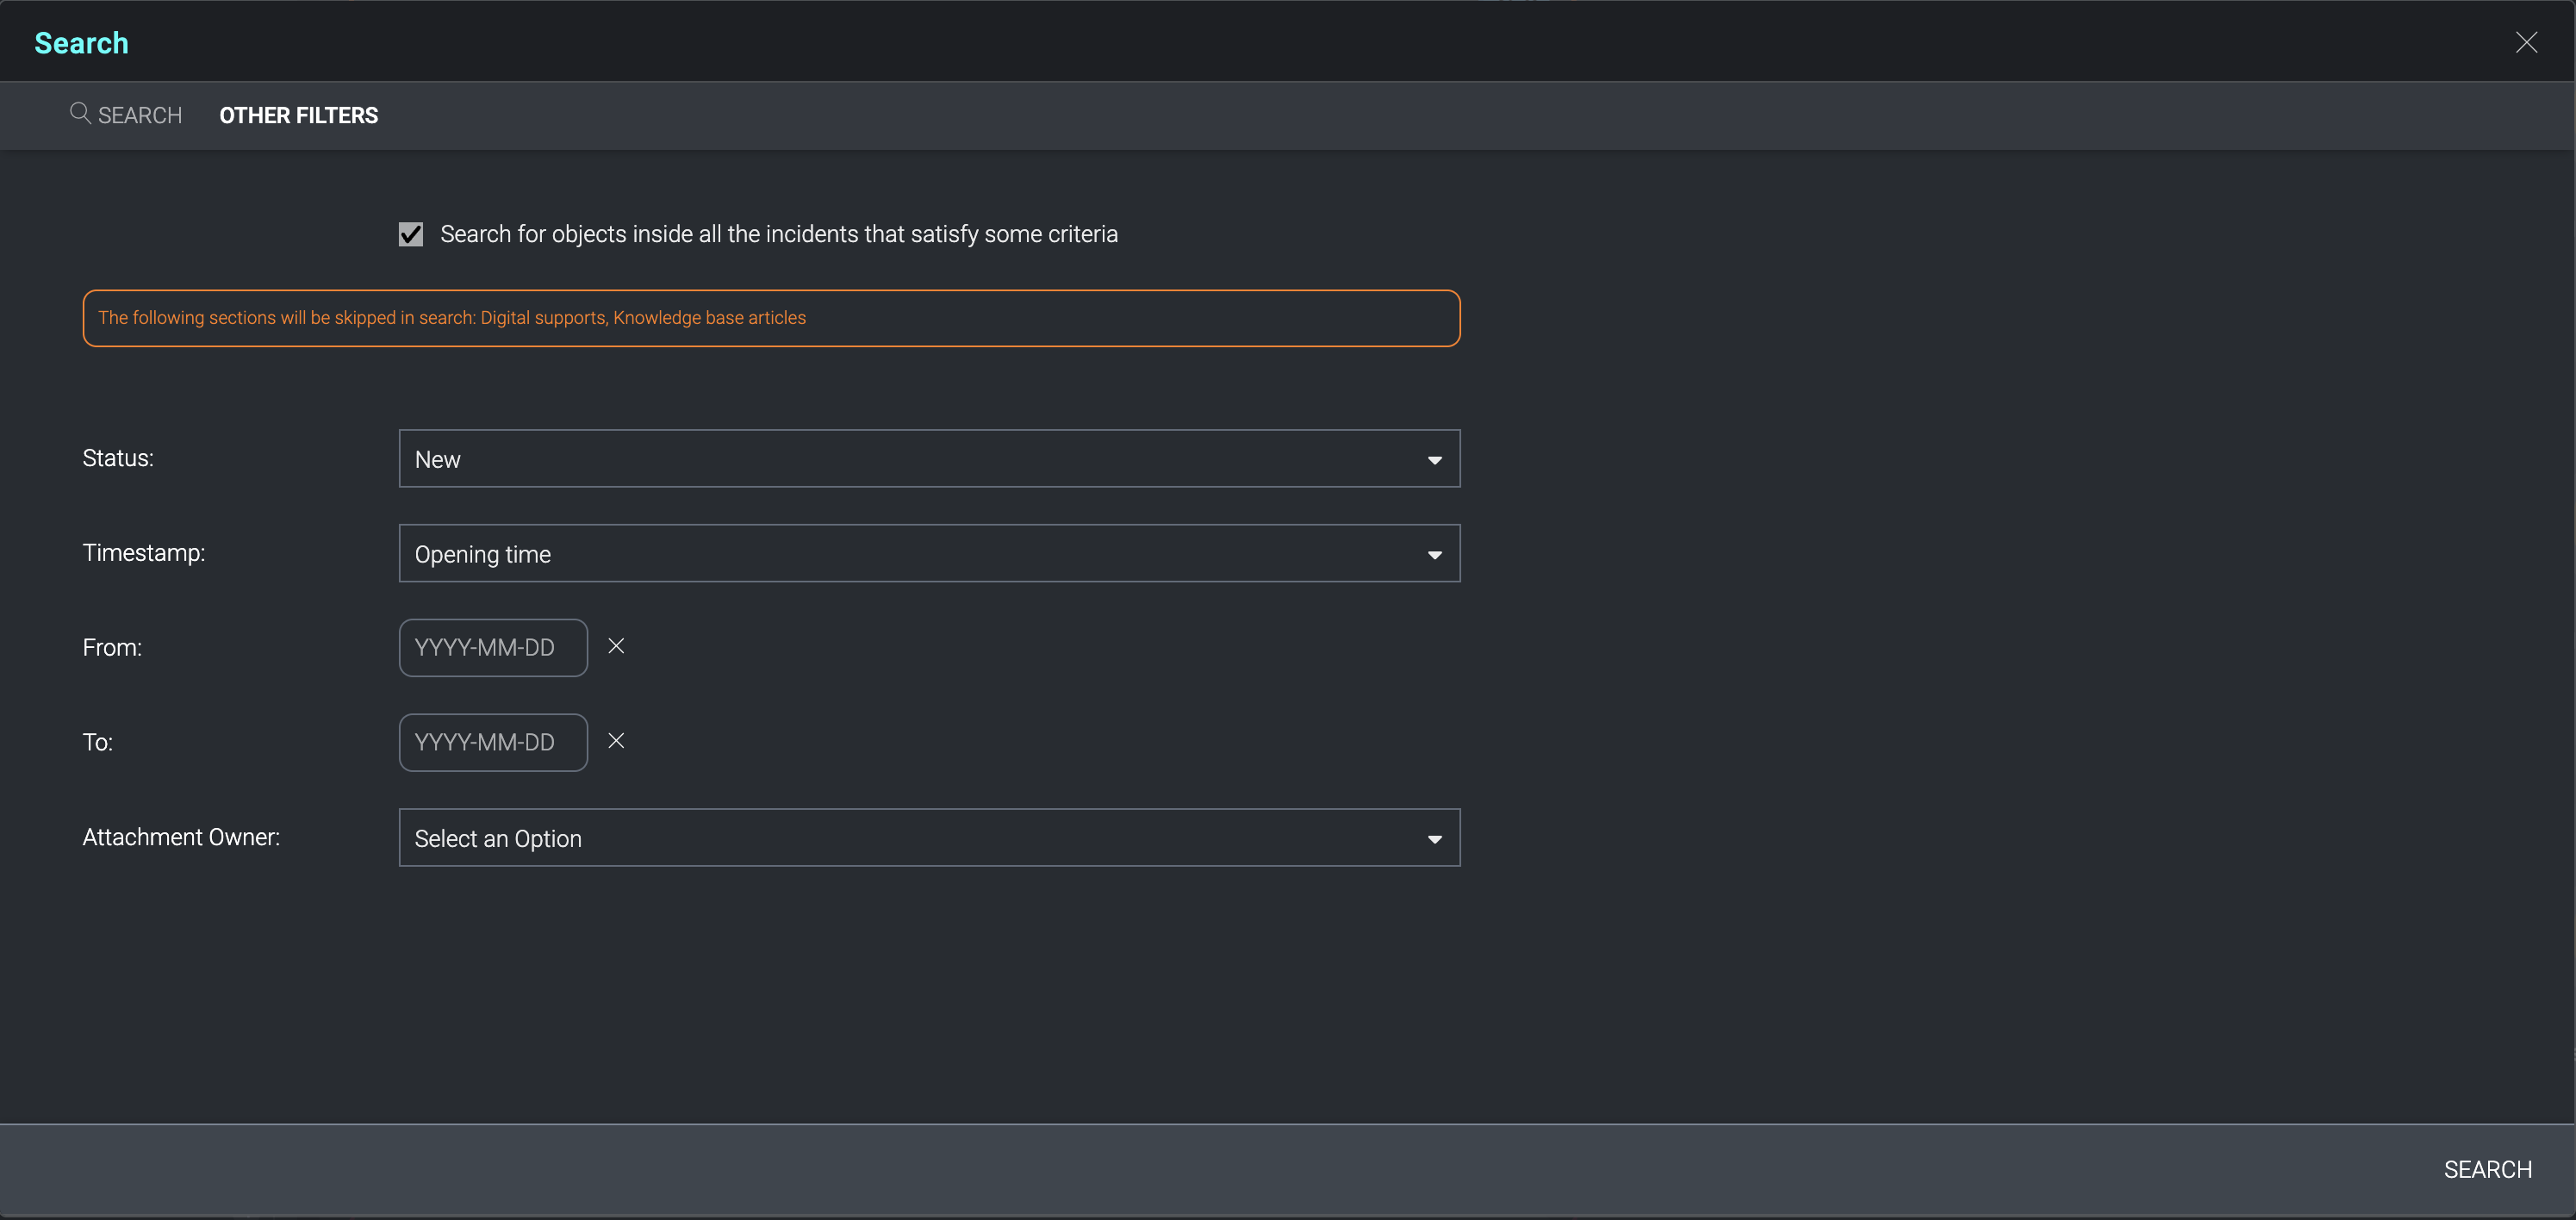 Search
SEARCH OTHER FILTERS
Search for objects inside all the incidents that satisfy some criteria
The following sections will be skipped in search: Digital supports, Knowledge base articles
Status: New
Timestamp: Opening time
From: YYYY-MM-DD
To: YYYY-MM-DD
Attachment Owner: Select an Option
SEARCH